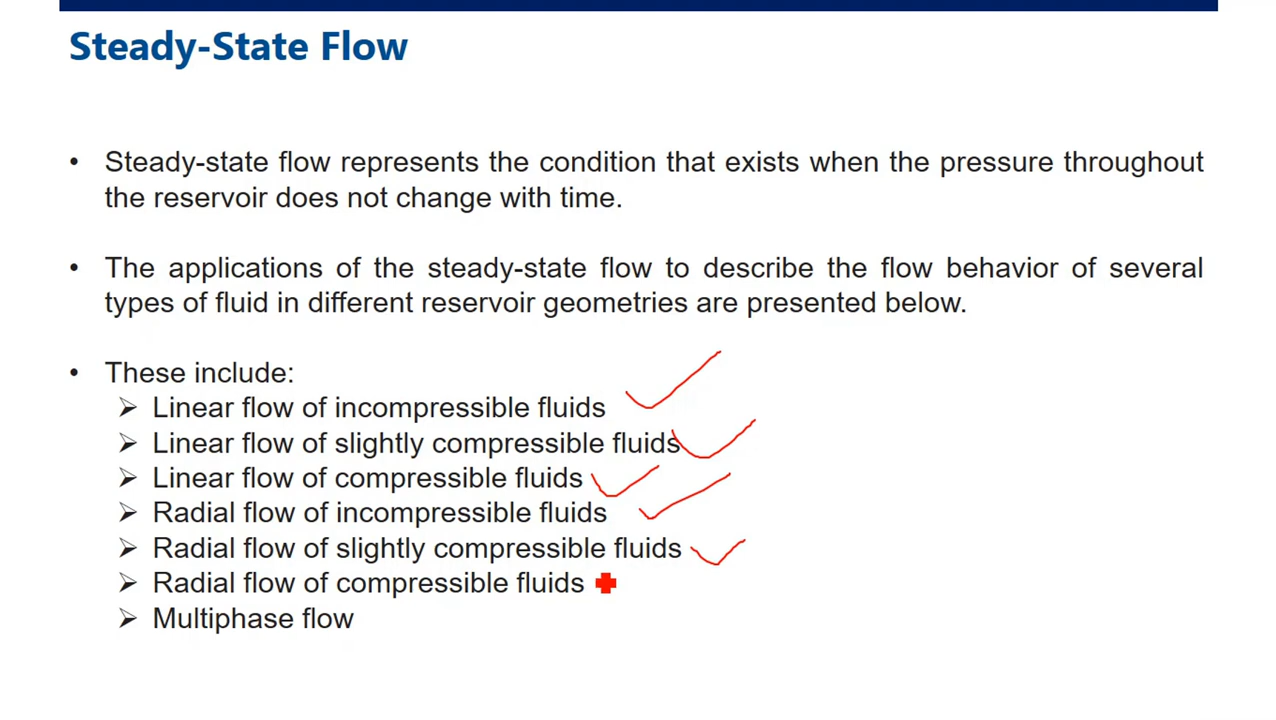 Steady-State Flow
• Steady-state flow represents the condition that exists when the pressure throughout
the reservoir does not change with time.
• The applications of the steady-state flow to describe the flow behavior of several
types of fluid in different reservoir geometries are presented below.
• These include:
➢ Linear flow of incompressible fluids
➢ Linear flow of slightly compressible fluids
➢ Linear flow of compressible fluids
➢ Radial flow of incompressible fluids
➢ Radial flow of slightly compressible fluids
➢ Radial flow of compressible fluids
➢ Multiphase flow